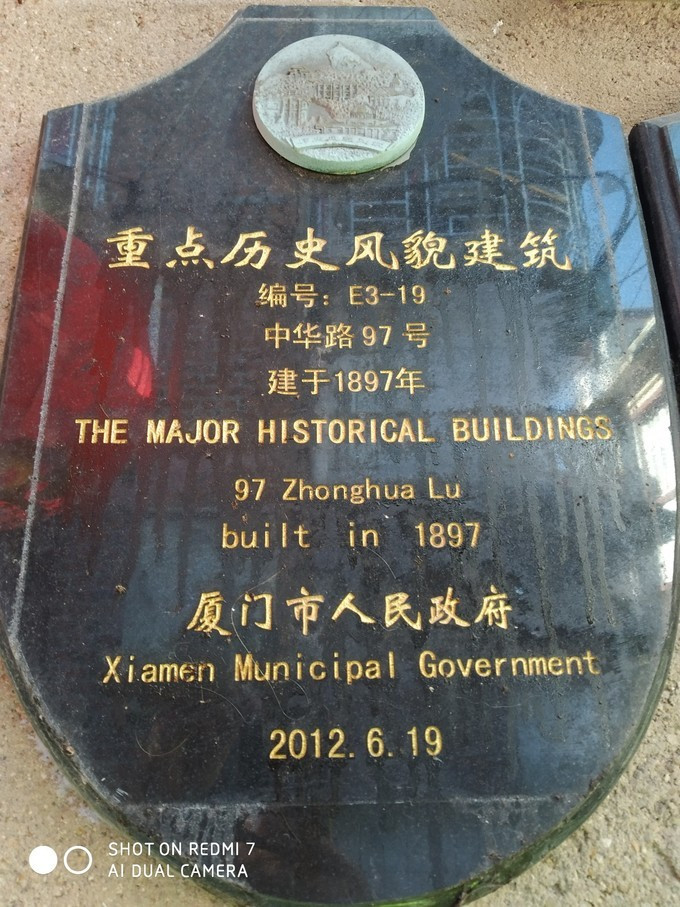 重点历史风貌建筑
编号：E3-19
中华路97号
建于1897年
THE MAJOR HISTORICAL BUILDINGS
97 Zhonghua Lu
built in 1897
厦门市人民政府
Xiamen Municipal Government
2012.6.19
SHOT ON REDMI 7
AI DUAL CAMERA